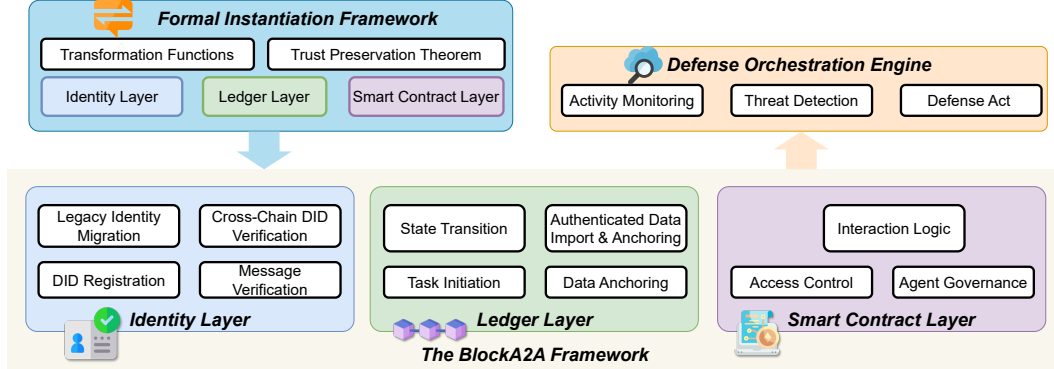 Formal Instantiation Framework
Transformation Functions
Trust Preservation Theorem
Identity Layer
Ledger Layer
Smart Contract Layer
Defense Orchestration Engine
Activity Monitoring
Threat Detection
Defense Act
Legacy Identity
Migration
Cross-Chain DID
Verification
DID Registration
Message
Verification
Identity Layer
State Transition
Authenticated Data
Import & Anchoring
Task Initiation
Data Anchoring
Ledger Layer
Interaction Logic
Access Control
Agent Governance
Smart Contract Layer
The BlockA2A Framework